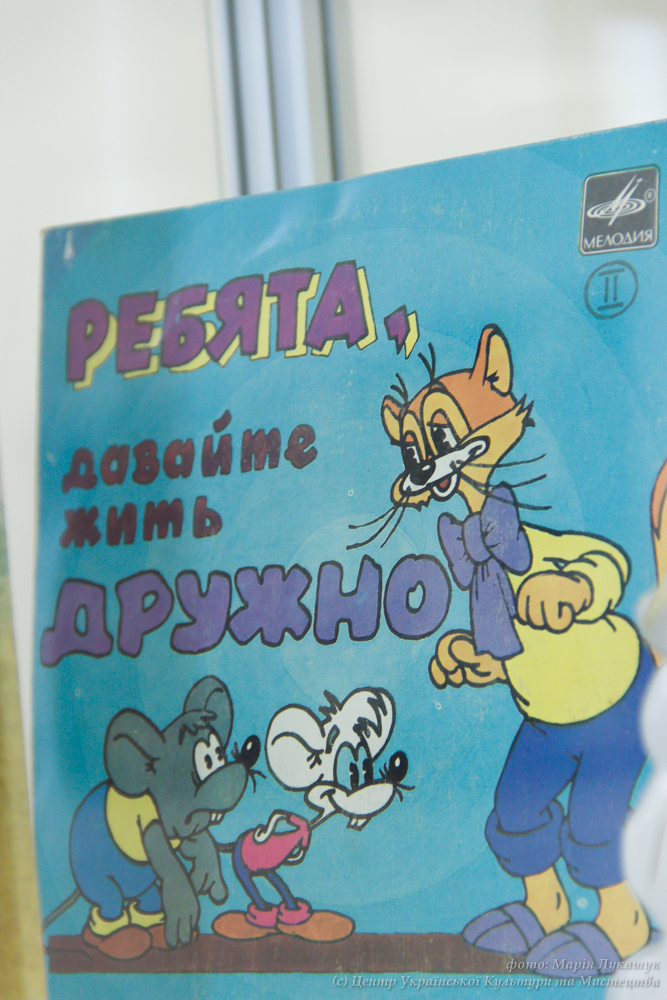 МЕЛОДИЯ
II
РЕБЯТА,
давайте
жить
ДРУЖНО
фото: Марія Лукашук
(с) Центр Української Культури та Мистецтва